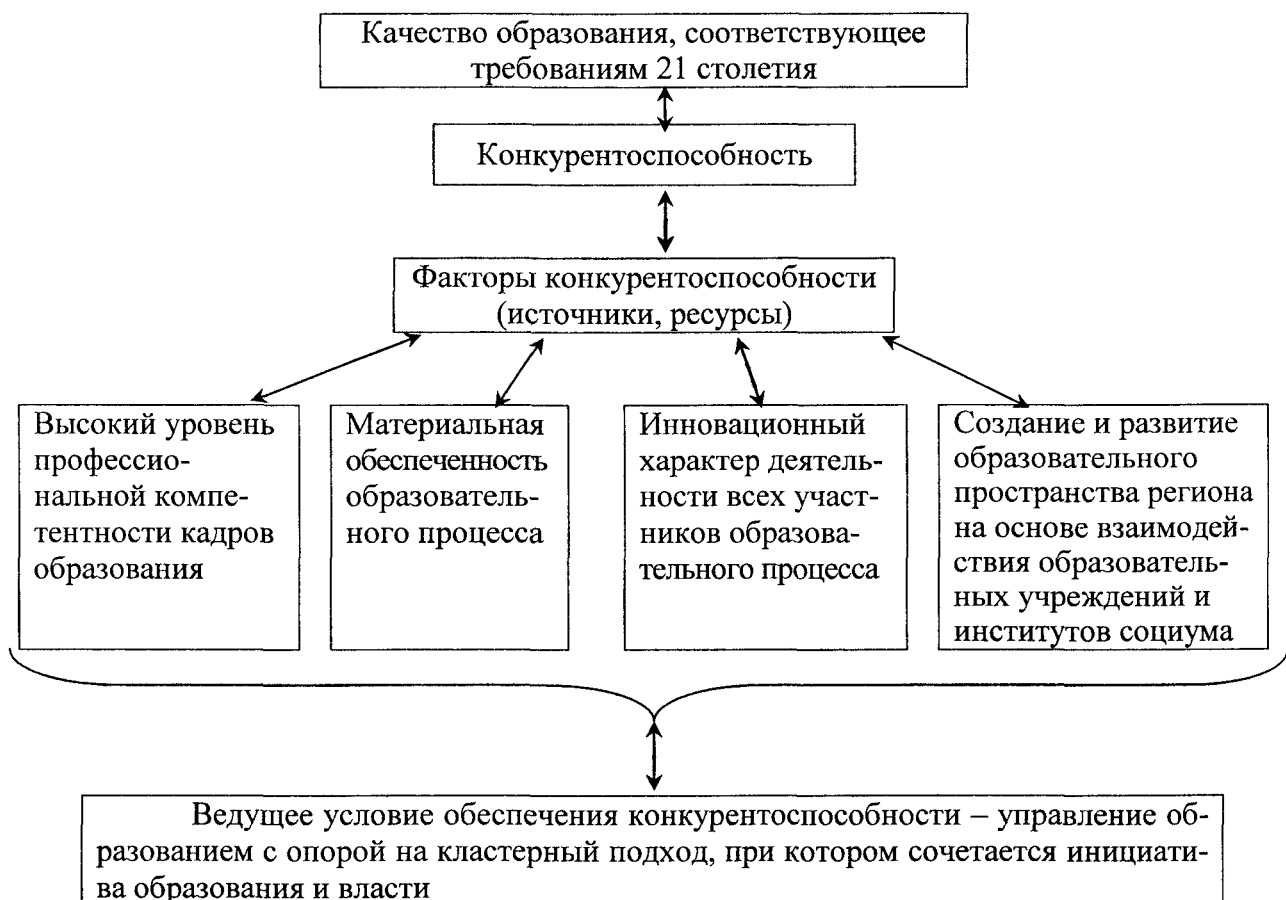 Качество образования, соответствующее
требованиям 21 столетия
Конкурентоспособность
Факторы конкурентоспособности
(источники, ресурсы)
Высокий уровень
профессио-
нальной компе-
тентности кадров
образования
Материальная
обеспеченность
образователь-
ного процесса
Инновационный
характер деятель-
ности всех участ-
ников образова-
тельного процесса
Создание и развитие
образовательного
пространства региона
на основе взаимодей-
ствия образователь-
ных учреждений и
институтов социума
Ведущее условие обеспечения конкурентоспособности – управление об-
разованием с опорой на кластерный подход, при котором сочетается инициати-
ва образования и власти